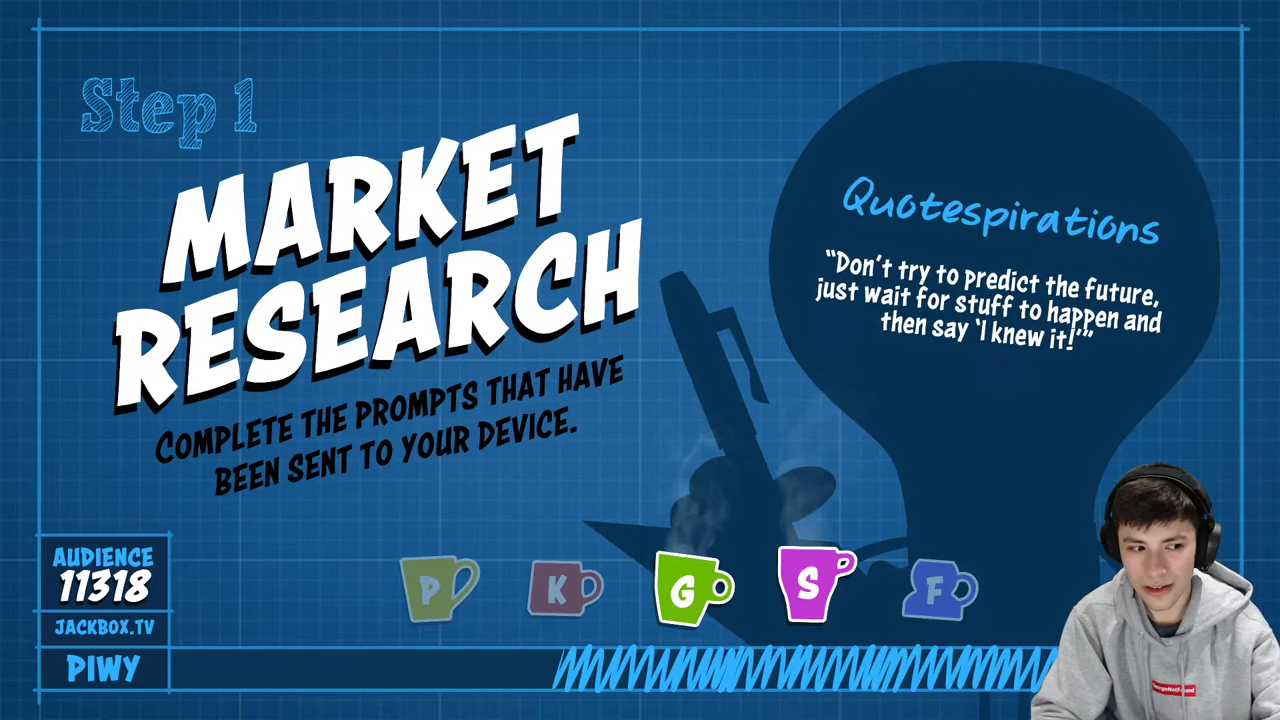 Step 1
MARKET
RESEARCH
COMPLETE THE PROMPTS THAT HAVE
BEEN SENT TO YOUR DEVICE.
Quotespirations
“Don't try to predict the future,
just wait for stuff to happen and
then say ‘I knew it!’”
AUDIENCE
11318
JACKBOX.TV
PIWY
P K G S F
GeorgeNotFound